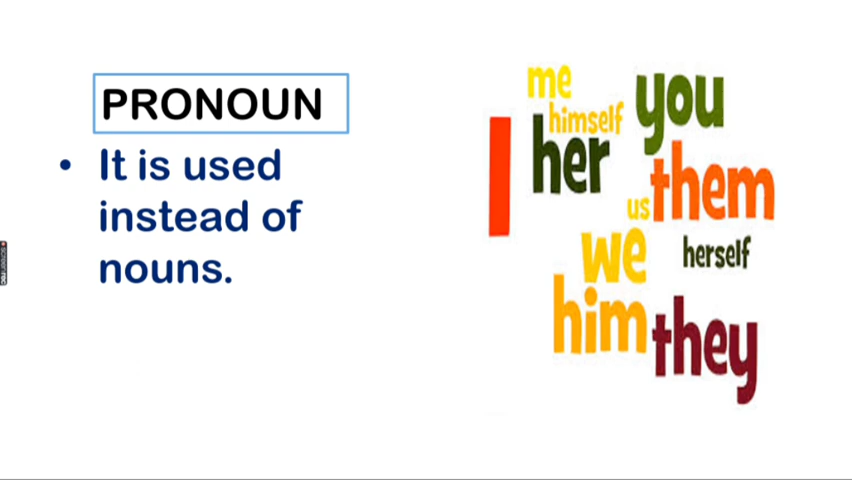 PRONOUN
• It is used
instead of
nouns.
me
you
himself
I
her
them
us
we
herself
him
they